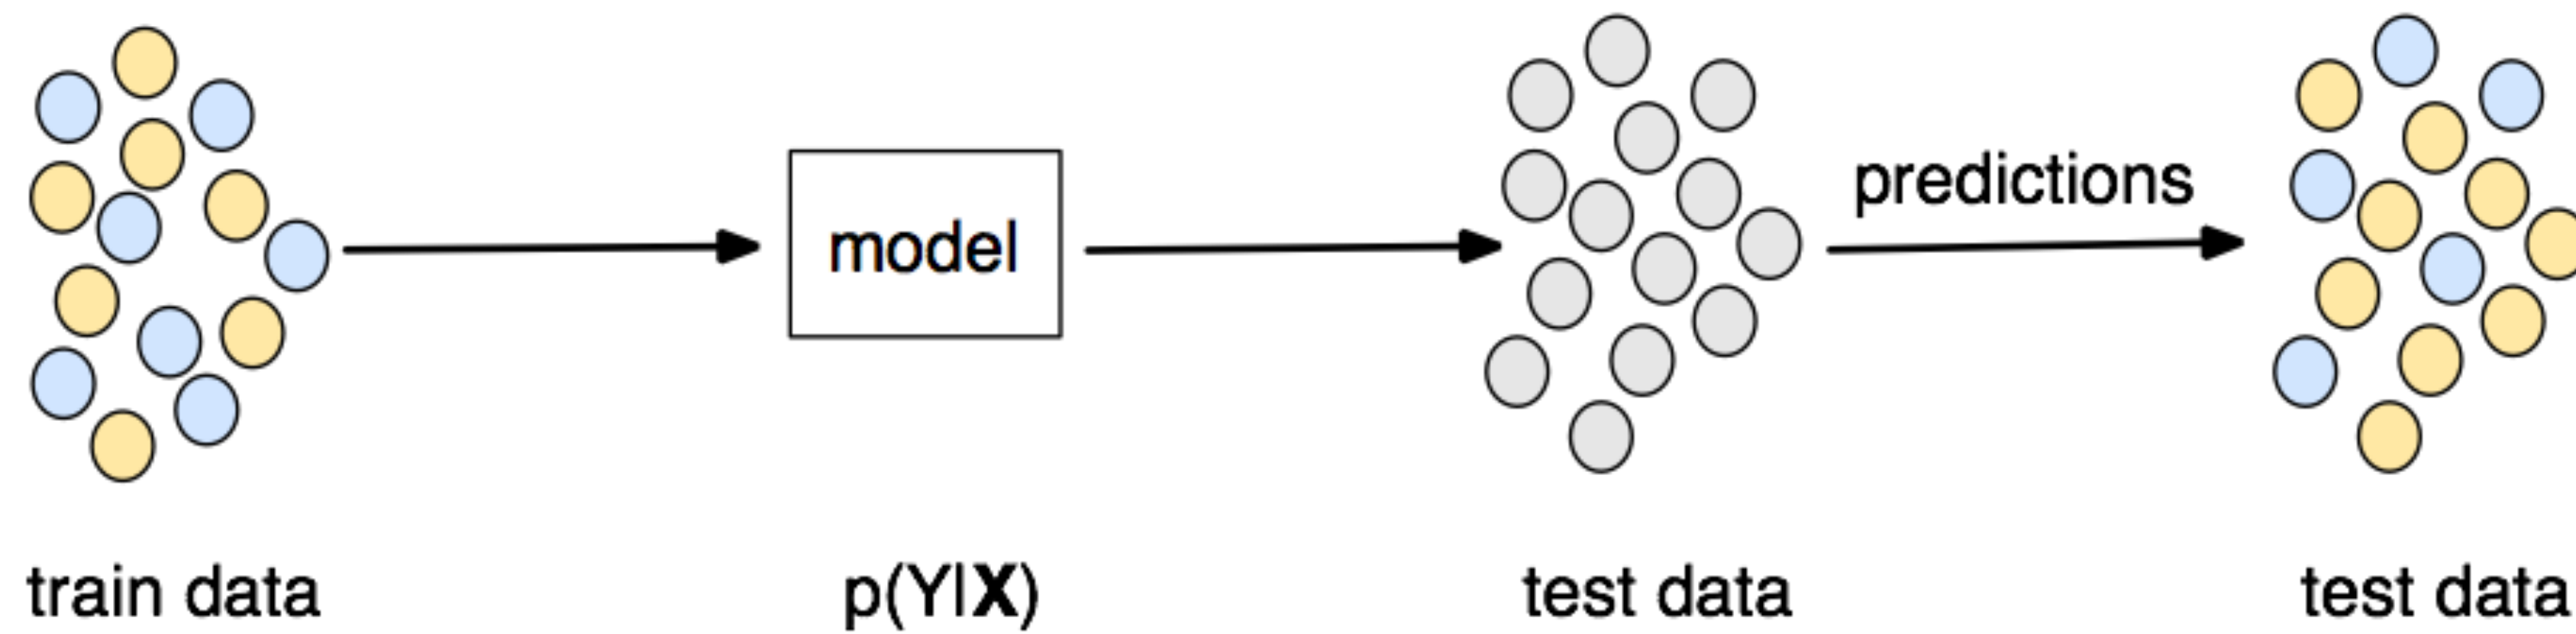 model
predictions
train data
p(Y|X)
test data
test data